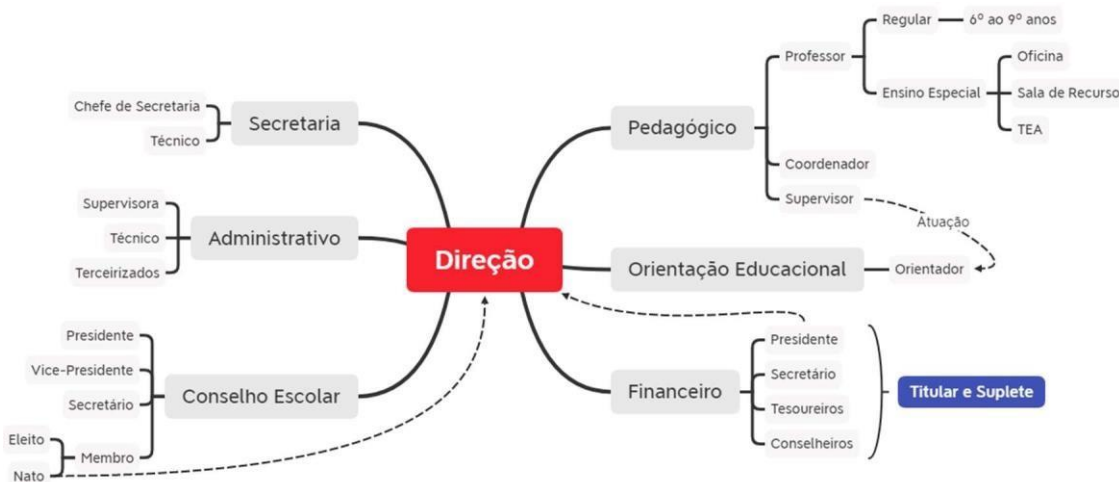 Direção
Secretaria
Chefe de Secretaria
Técnico
Administrativo
Supervisora
Técnico
Terceirizados
Conselho Escolar
Presidente
Vice-Presidente
Secretário
Membro
Eleito
Nato
Pedagógico
Professor
Regular
6º ao 9º anos
Ensino Especial
Oficina
Sala de Recurso
TEA
Coordenador
Supervisor
Atuação
Orientação Educacional
Orientador
Financeiro
Presidente
Secretário
Tesoureiros
Conselheiros
Titular e Suplete